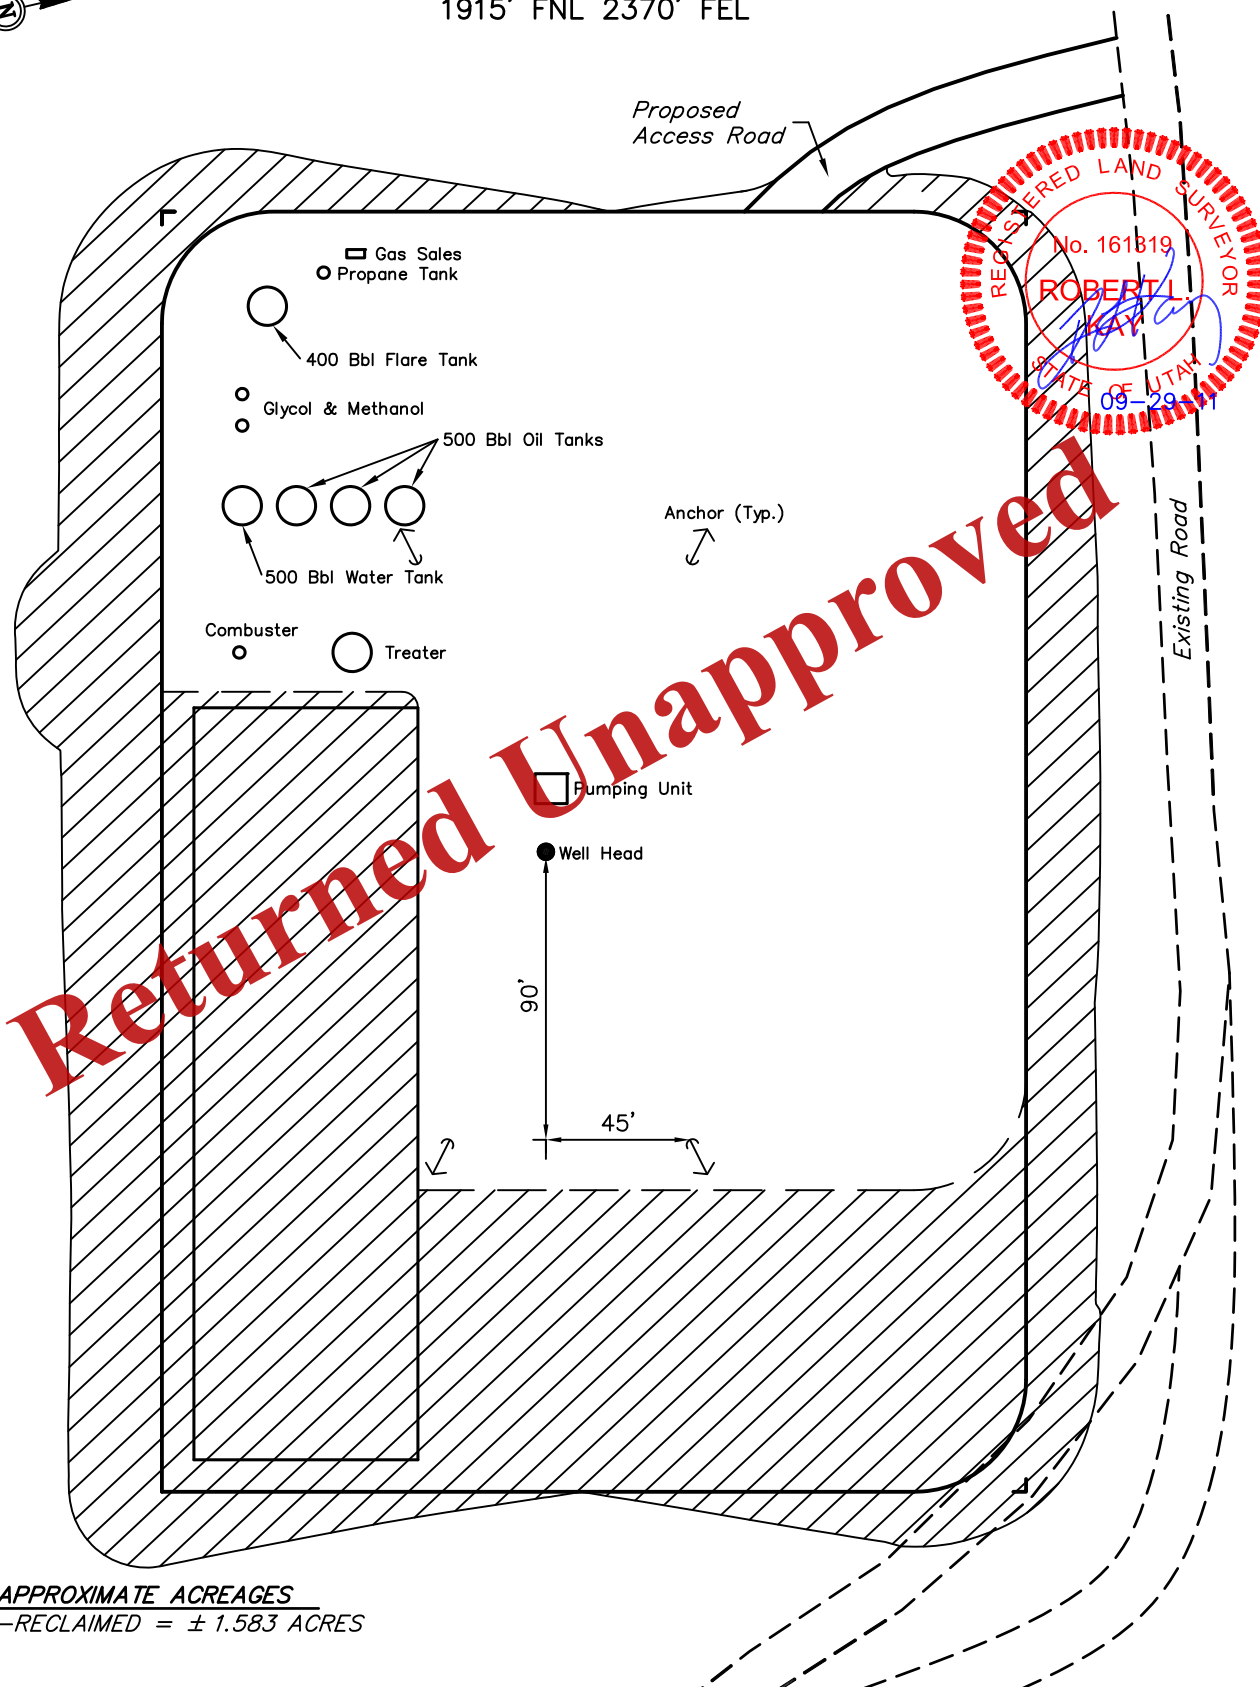 1915' FNL 2370' FEL
N
Proposed
Access Road
REGISTERED LAND SURVEYOR
No. 161319
ROBERT L.
KAY
STATE OF UTAH
09-29-11
Gas Sales
Propane Tank
400 Bbl Flare Tank
Glycol & Methanol
500 Bbl Oil Tanks
Anchor (Typ.)
500 Bbl Water Tank
Existing Road
Combuster
Treater
Returned Unapproved
Pumping Unit
Well Head
90'
45'
APPROXIMATE ACREAGES
-RECLAIMED = ± 1.583 ACRES